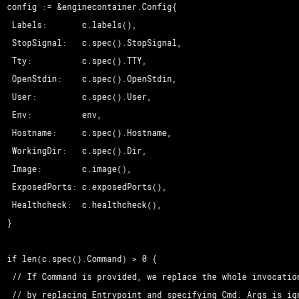 config := &enginecontainer.Config{
Labels: c.labels(),
StopSignal: c.spec().StopSignal,
Tty: c.spec().TTY,
OpenStdin: c.spec().OpenStdin,
User: c.spec().User,
Env: env,
Hostname: c.spec().Hostname,
WorkingDir: c.spec().Dir,
Image: c.image(),
ExposedPorts: c.exposedPorts(),
Healthcheck: c.healthcheck(),
}
if len(c.spec().Command) > 0 {
// If Command is provided, we replace the whole invocation
// by replacing Entrypoint and specifying Cmd. Args is